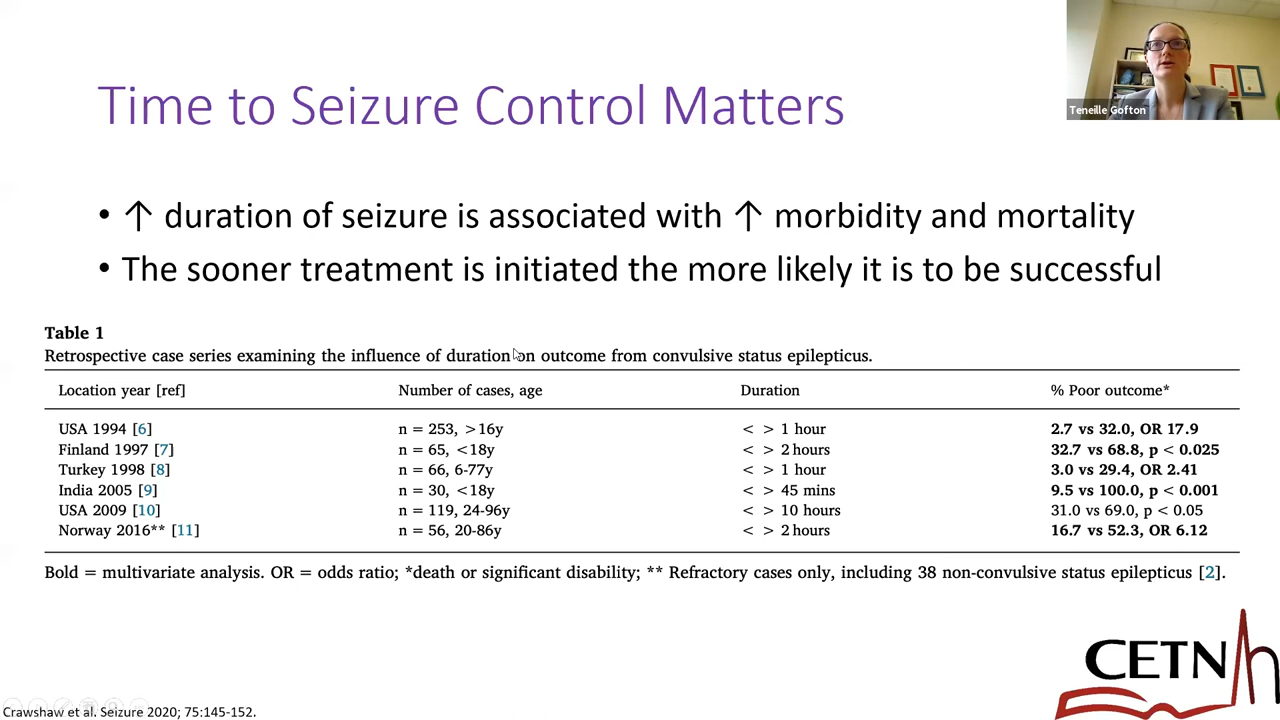 Time to Seizure Control Matters
Teneille Gofton
• ↑ duration of seizure is associated with ↑ morbidity and mortality
• The sooner treatment is initiated the more likely it is to be successful
Table 1
Retrospective case series examining the influence of duration on outcome from convulsive status epilepticus.
Location year [ref] Number of cases, age Duration % Poor outcome*
USA 1994 [6] n = 253, >16y < > 1 hour 2.7 vs 32.0, OR 17.9
Finland 1997 [7] n = 65, <18y < > 2 hours 32.7 vs 68.8, p < 0.025
Turkey 1998 [8] n = 66, 6-77y < > 1 hour 3.0 vs 29.4, OR 2.41
India 2005 [9] n = 30, <18y < > 45 mins 9.5 vs 100.0, p < 0.001
USA 2009 [10] n = 119, 24-96y < > 10 hours 31.0 vs 69.0, p < 0.05
Norway 2016** [11] n = 56, 20-86y < > 2 hours 16.7 vs 52.3, OR 6.12
Bold = multivariate analysis. OR = odds ratio; *death or significant disability; ** Refractory cases only, including 38 non-convulsive status epilepticus [2].
CETN
Crawshaw et al. Seizure 2020; 75:145-152.